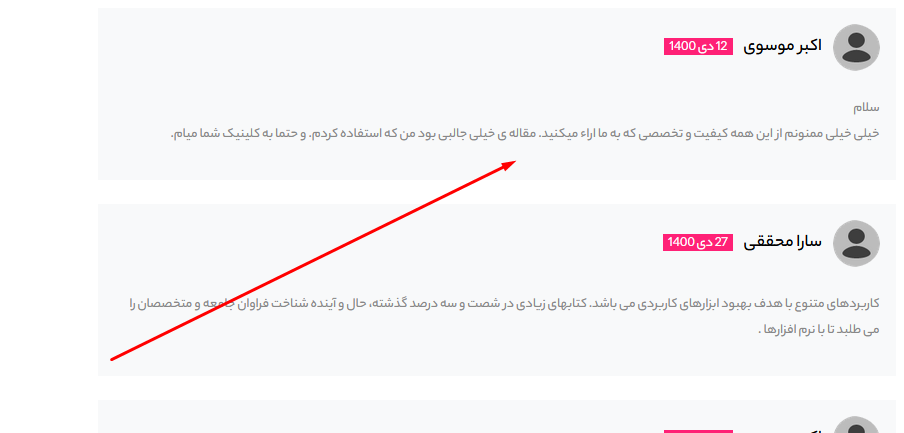 اکبر موسوی 12 دی 1400
سلام
خیلی خیلی ممنونم از این همه کیفیت و تخصصی که به ما اراء میکنید. مقاله ی خیلی جالبی بود من که استفاده کردم. و حتما به کلینیک شما میام.
سارا محققی 27 دی 1400
کاربردهای متنوع با هدف بهبود ابزارهای کاربردی می باشد. کتابهای زیادی در شصت و سه درصد گذشته، حال و آینده شناخت فراوان جامعه و متخصصان را
می طلبد تا با نرم افزارها .